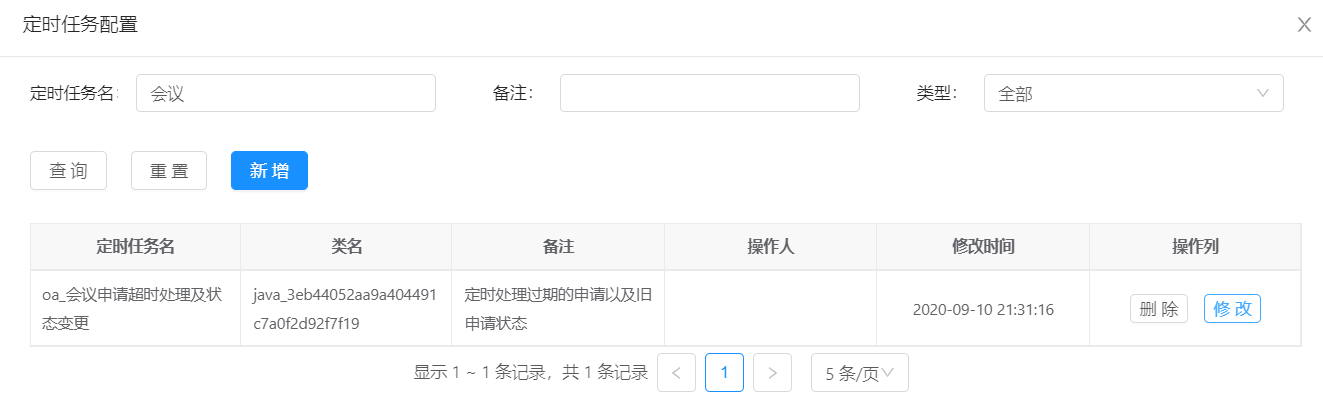 定时任务配置
定时任务名: 会议 备注： 类型： 全部
查 询 重 置 新 增
定时任务名 类名 备注 操作人 修改时间 操作列
oa_会议申请超时处理及状态变更 java_3eb44052aa9a404491c7a0f2d92f7f19 定时处理过期的申请以及旧申请状态 2020-09-10 21:31:16 删 除 修 改
显示 1 ~ 1 条记录，共 1 条记录 < 1 > 5 条/页